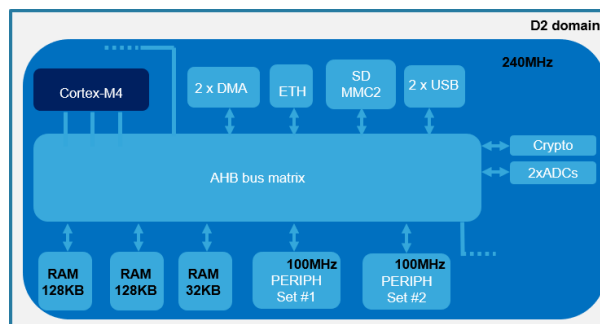 D2 domain
240MHz
Cortex-M4
2 x DMA
ETH
SD
MMC2
2 x USB
AHB bus matrix
Crypto
2xADCs
RAM
128KB
RAM
128KB
RAM
32KB
100MHz
PERIPH
Set #1
100MHz
PERIPH
Set #2